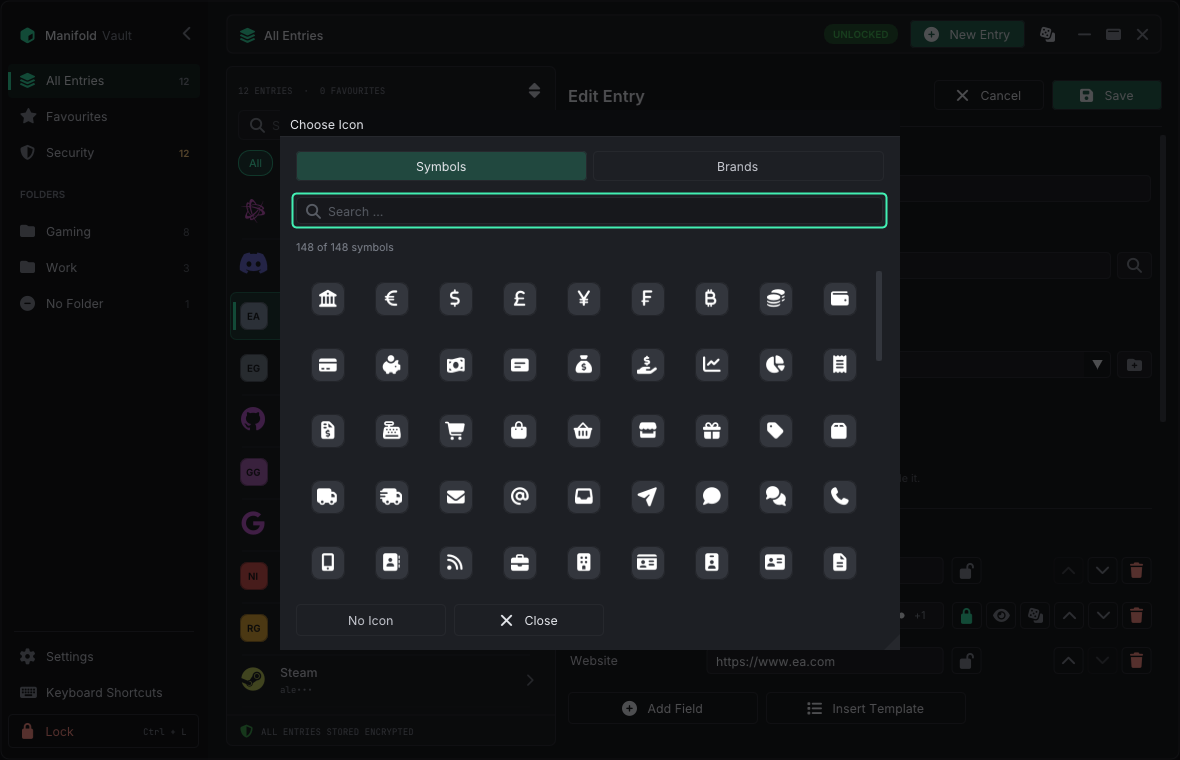 Manifold Vault
All Entries
UNLOCKED
New Entry
All Entries 12
Favourites
Security 12
FOLDERS
Gaming 8
Work 3
No Folder 1
Settings
Keyboard Shortcuts
Lock Ctrl + L
12 ENTRIES · 0 FAVOURITES
S
All
EA
EG
GG
NI
RG
Steam
ale•••
ALL ENTRIES STORED ENCRYPTED
Edit Entry
Cancel
Save
Choose Icon
Symbols
Brands
Search ...
148 of 148 symbols
No Icon
Close
+1
Website
https://www.ea.com
Add Field
Insert Template